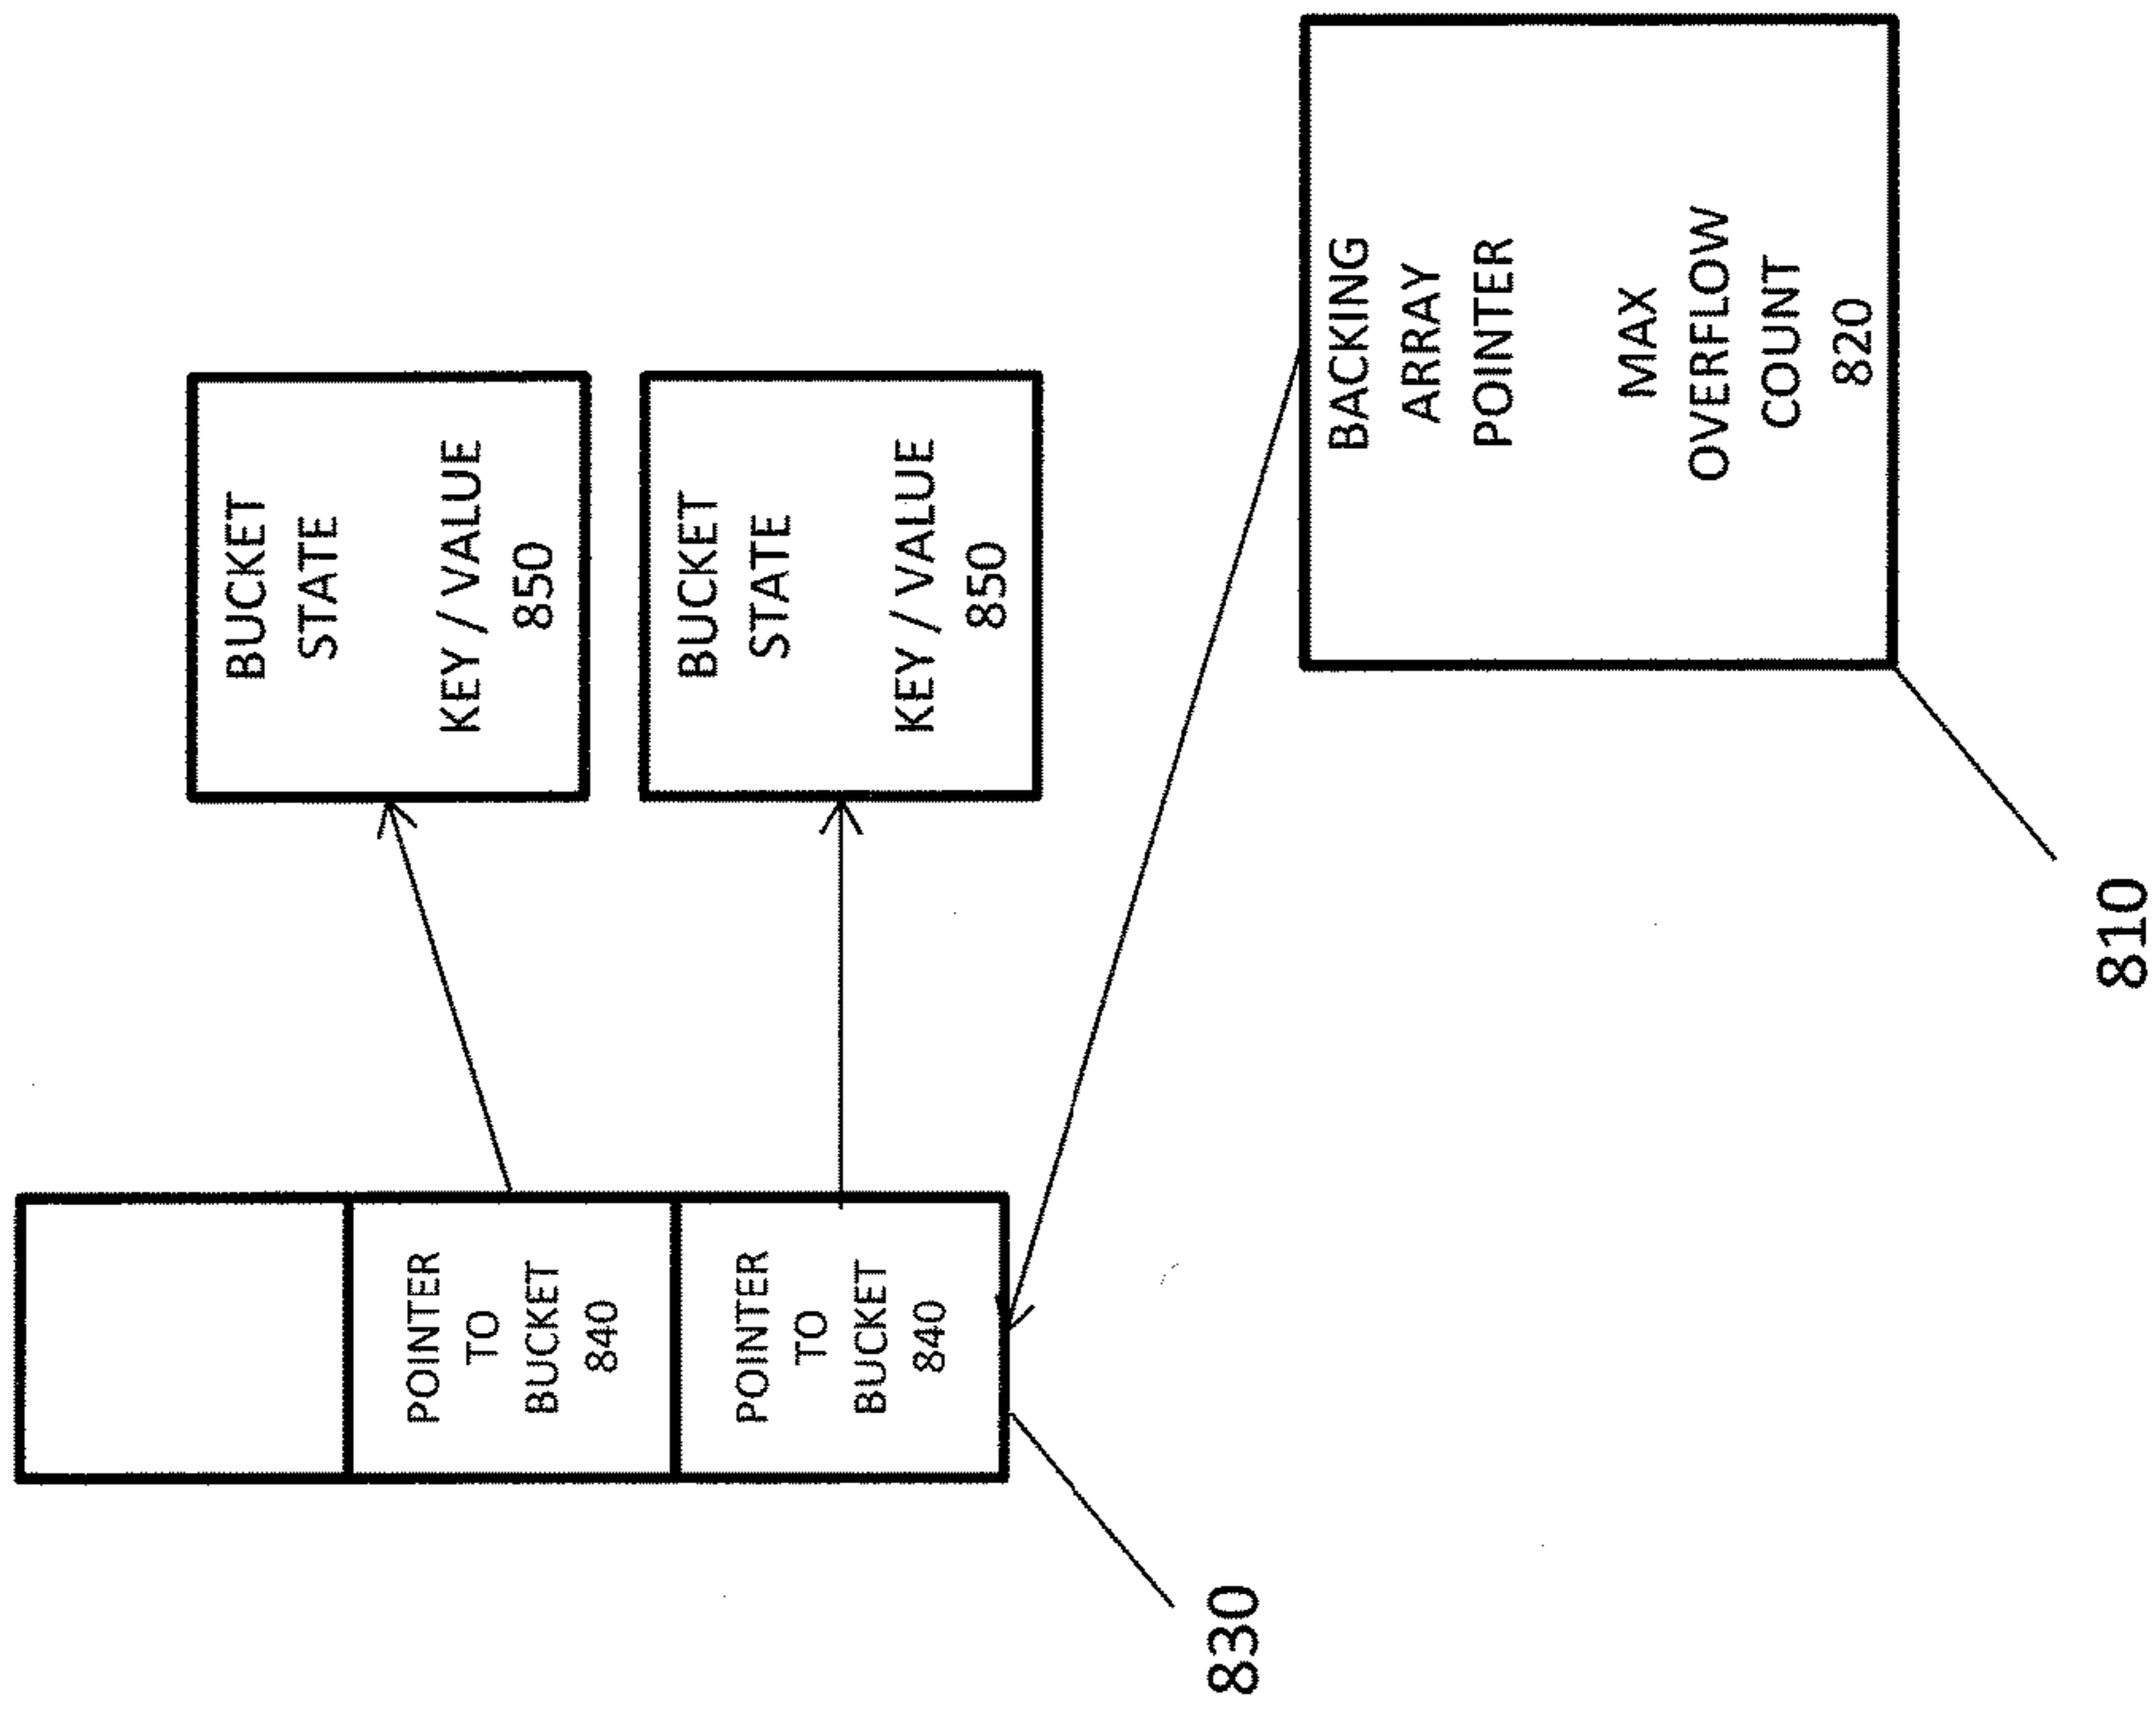 POINTER
TO
BUCKET
840
POINTER
TO
BUCKET
840
830
BUCKET
STATE
KEY / VALUE
850
BUCKET
STATE
KEY / VALUE
850
BACKING
ARRAY
POINTER
MAX
OVERFLOW
COUNT
820
810